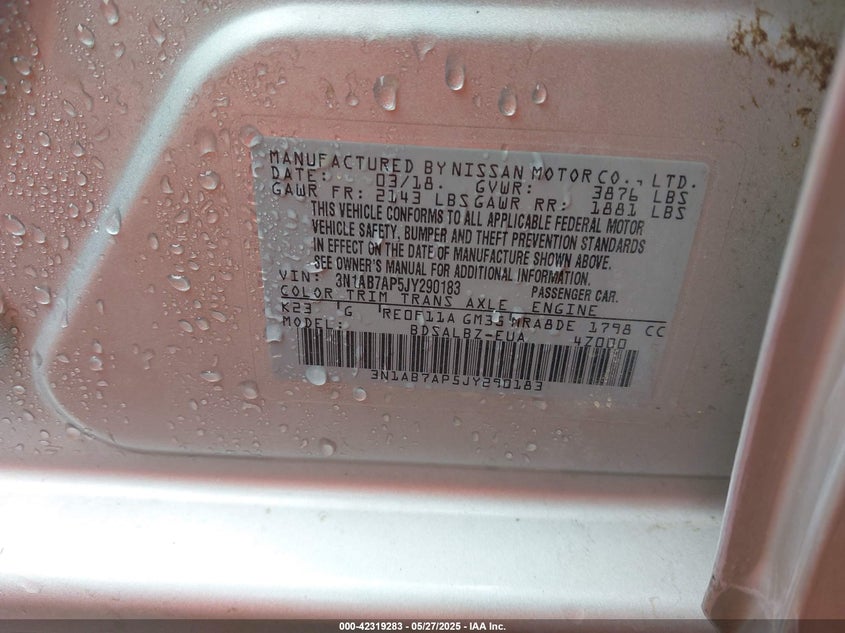 MANUFACTURED BY NISSAN MOTOR CO., LTD.
DATE: 03/18. GVWR: 3876 LBS
GAWR FR: 2143 LBS GAWR RR: 1881 LBS
THIS VEHICLE CONFORMS TO ALL APPLICABLE FEDERAL MOTOR
VEHICLE SAFETY, BUMPER AND THEFT PREVENTION STANDARDS
IN EFFECT ON THE DATE OF MANUFACTURE SHOWN ABOVE.
SEE OWNER'S MANUAL FOR ADDITIONAL INFORMATION.
VIN: 3N1AB7AP5JY290183 PASSENGER CAR.
COLOR TRIM TRANS AXLE ENGINE
K23 G RE0F11A GM38 MRA8DE 1798 CC
MODEL: BDSALBZ-EUA 4Z000
3N1AB7AP5JY290183
000-42319283 — 05/27/2025 — IAA Inc.